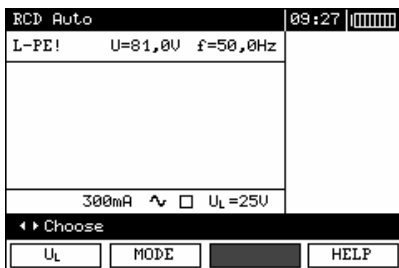 RCD Auto 09:27
L-PE! U=81,0V f=50,0Hz
300mA UL=25V
Choose
UL MODE HELP